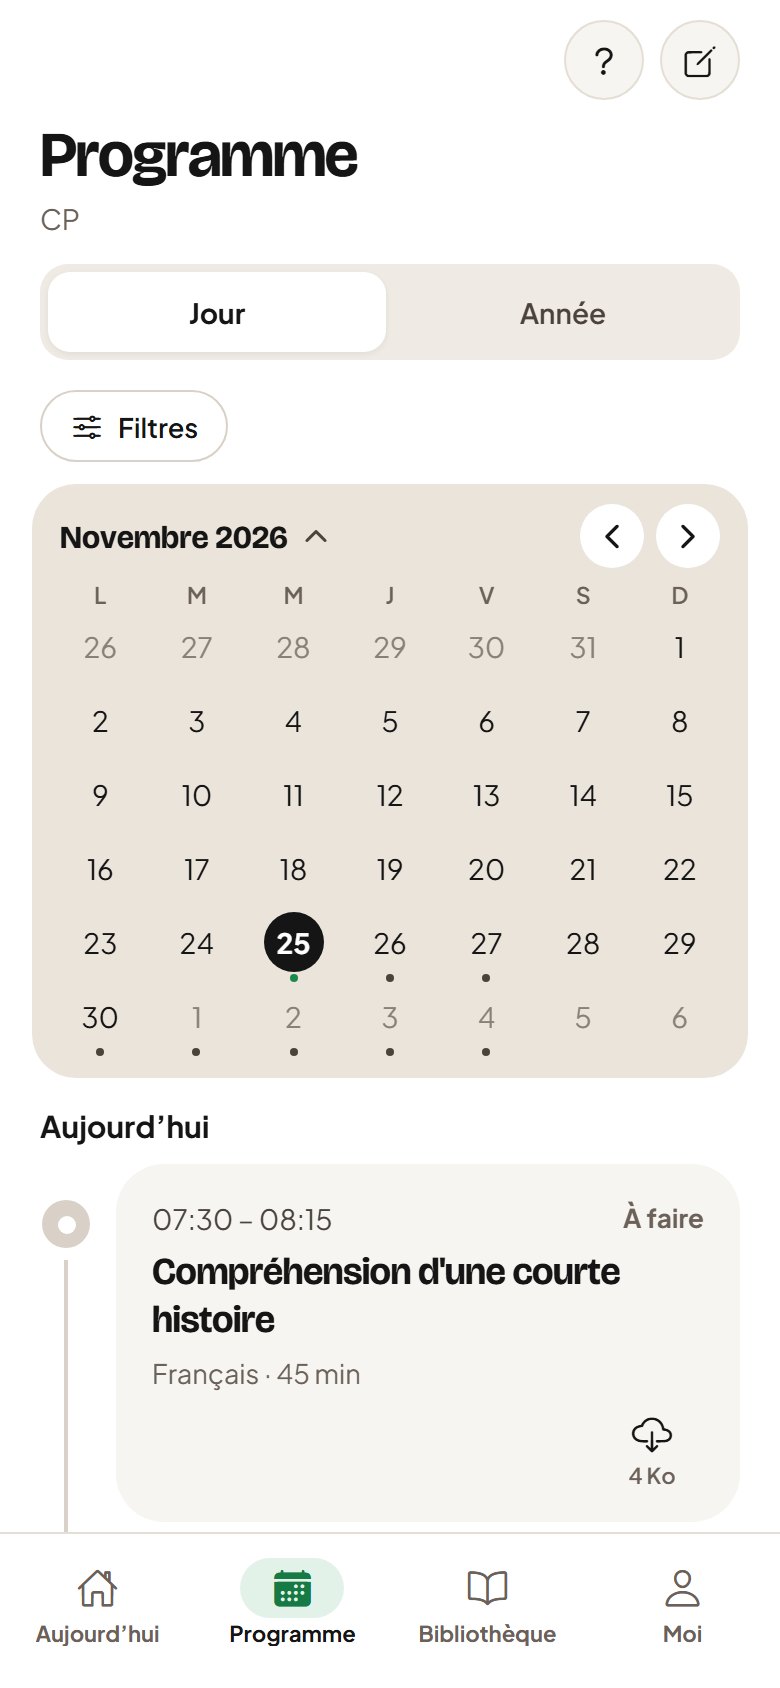 ?
Programme
CP
Jour Année
Filtres
Novembre 2026
L M M J V S D
26 27 28 29 30 31 1
2 3 4 5 6 7 8
9 10 11 12 13 14 15
16 17 18 19 20 21 22
23 24 25 26 27 28 29
30 1 2 3 4 5 6
Aujourd’hui
07:30 – 08:15 À faire
Compréhension d'une courte
histoire
Français · 45 min
4 Ko
Aujourd’hui Programme Bibliothèque Moi